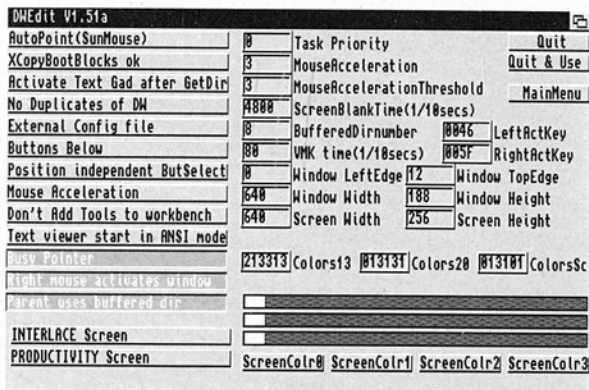 DWEdit V1.51a
AutoPoint(SunMouse)
XCopyBootBlocks ok
Activate Text Gad after GetDir
No Duplicates of DW
External Config file
Buttons Below
Position independent ButSelect
Mouse Acceleration
Don't Add Tools to workbench
Text viewer start in ANSI mode
Busy Pointer
Right mouse activates window
Parent uses buffered dir
INTERLACE Screen
PRODUCTIVITY Screen
0 Task Priority
3 MouseAcceleration
3 MouseAccelerationThreshold
4800 ScreenBlankTime(1/10secs)
8 BufferedDirnumber 0046 LeftActKey
80 VMK time(1/10secs) 005F RightActKey
0 Window LeftEdge 12 Window TopEdge
640 Window Width 188 Window Height
640 Screen Width 256 Screen Height
213313 Colors13 013131 Colors20 013101 ColorsSc
ScreenColr0 ScreenColr1 ScreenColr2 ScreenColr3
Quit
Quit & Use
MainMenu